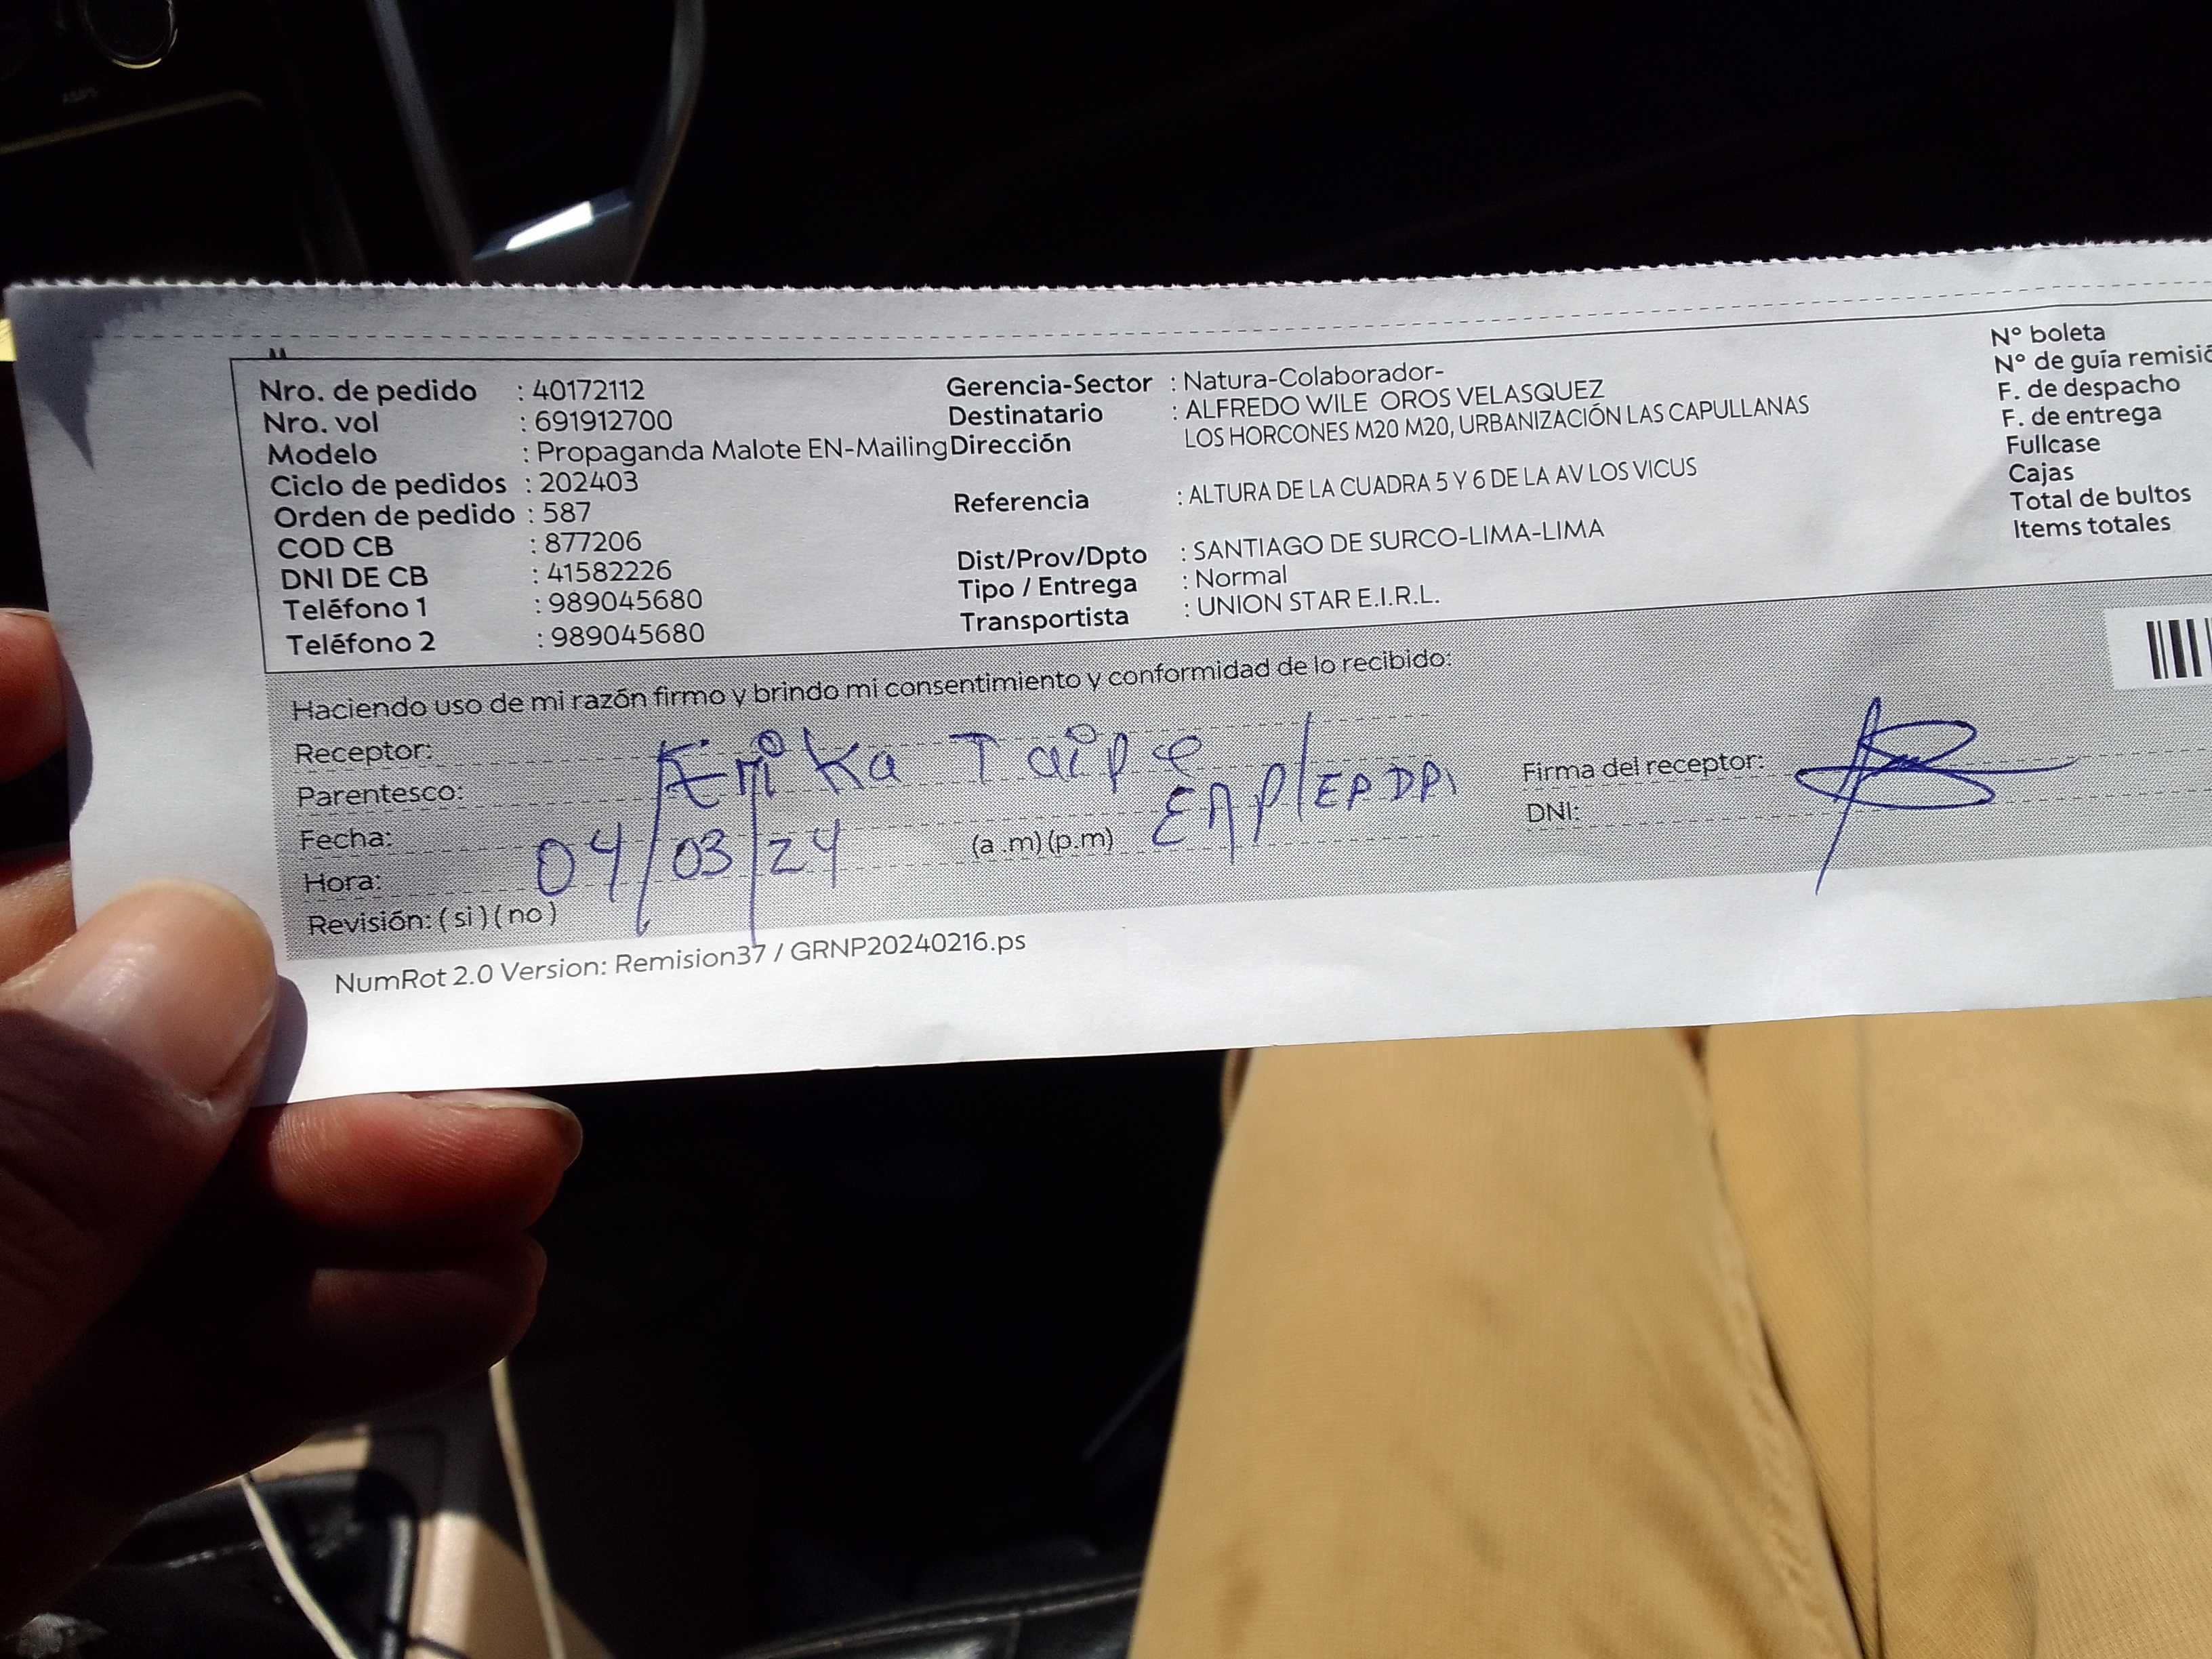 Nro. de pedido : 40172112
Nro. vol : 691912700
Modelo : Propaganda Malote EN-Mailing
Ciclo de pedidos : 202403
Orden de pedido : 587
COD CB : 877206
DNI DE CB : 41582226
Teléfono 1 : 989045680
Teléfono 2 : 989045680
Gerencia-Sector : Natura-Colaborador-
Destinatario : ALFREDO WILE OROS VELASQUEZ
Dirección LOS HORCONES M20 M20, URBANIZACIÓN LAS CAPULLANAS
Referencia : ALTURA DE LA CUADRA 5 Y 6 DE LA AV LOS VICUS
Dist/Prov/Dpto : SANTIAGO DE SURCO-LIMA-LIMA
Tipo / Entrega : Normal
Transportista : UNION STAR E.I.R.L.
N° boleta
N° de guía remisió
F. de despacho
F. de entrega
Fullcase
Cajas
Total de bultos
Items totales
Haciendo uso de mi razón firmo y brindo mi consentimiento y conformidad de lo recibido:
Receptor: Erika Taipe
Parentesco:
Fecha: 04/03/24
Hora: (a .m) (p.m)
Revisión: ( si ) ( no )
Firma del receptor:
DNI:
NumRot 2.0 Version: Remision37 / GRNP20240216.ps